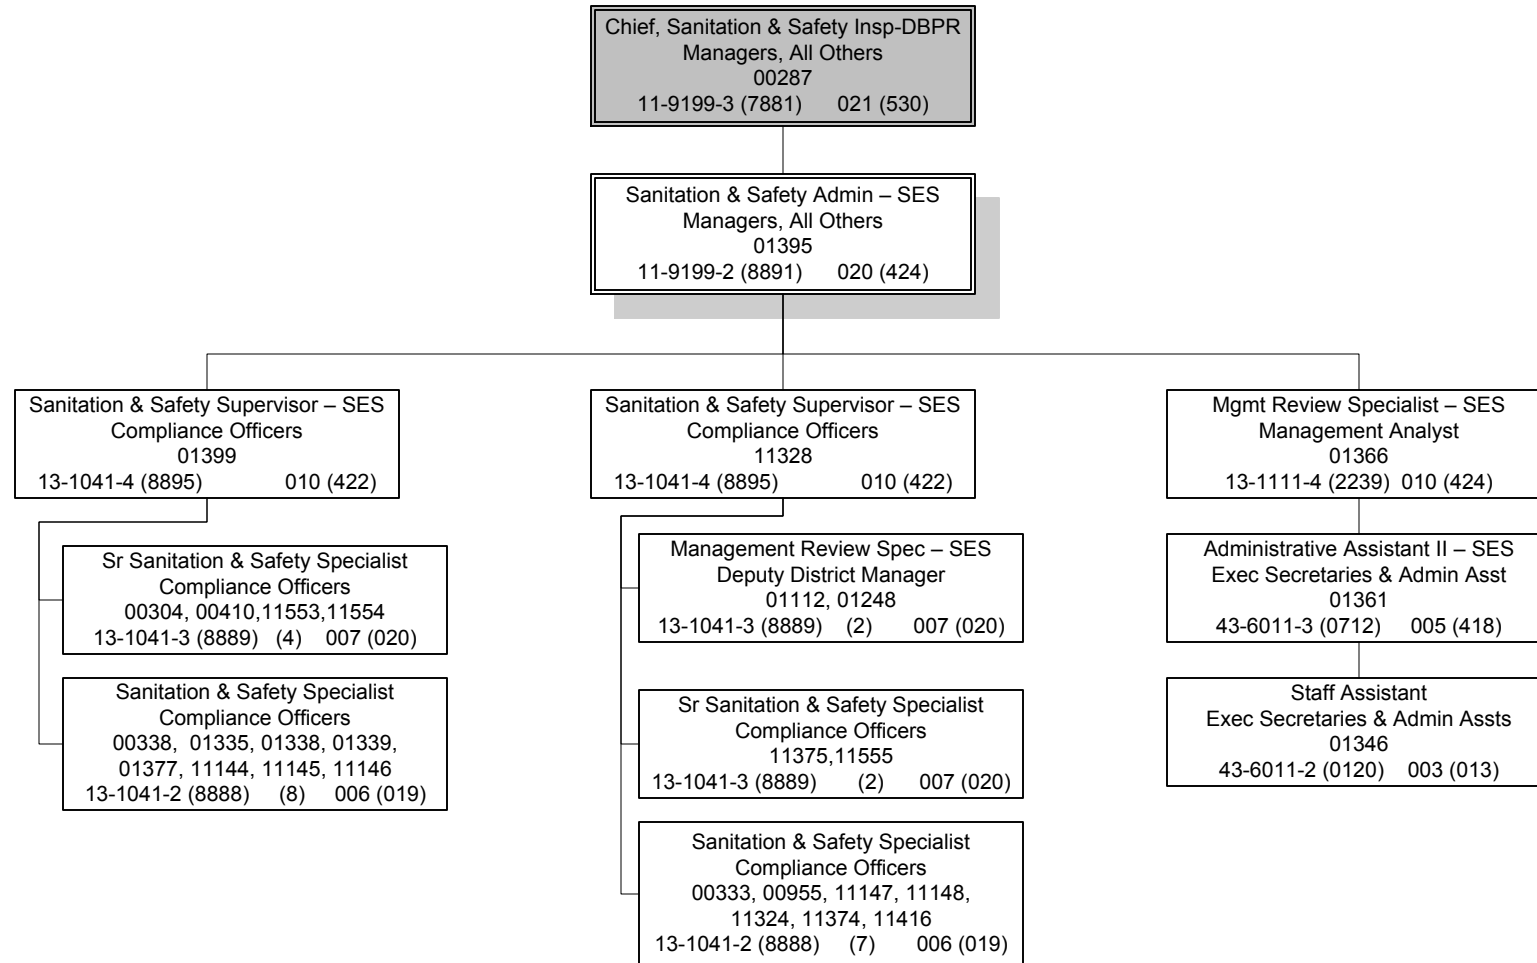 Chief, Sanitation & Safety Insp-DBPR
Managers, All Others
00287
11-9199-3 (7881) 021 (530)
Sanitation & Safety Admin – SES
Managers, All Others
01395
11-9199-2 (8891) 020 (424)
Sanitation & Safety Supervisor – SES
Compliance Officers
01399
13-1041-4 (8895) 010 (422)
Sr Sanitation & Safety Specialist
Compliance Officers
00304, 00410,11553,11554
13-1041-3 (8889) (4) 007 (020)
Sanitation & Safety Specialist
Compliance Officers
00338, 01335, 01338, 01339,
01377, 11144, 11145, 11146
13-1041-2 (8888) (8) 006 (019)
Sanitation & Safety Supervisor – SES
Compliance Officers
11328
13-1041-4 (8895) 010 (422)
Management Review Spec – SES
Deputy District Manager
01112, 01248
13-1041-3 (8889) (2) 007 (020)
Sr Sanitation & Safety Specialist
Compliance Officers
11375,11555
13-1041-3 (8889) (2) 007 (020)
Sanitation & Safety Specialist
Compliance Officers
00333, 00955, 11147, 11148,
11324, 11374, 11416
13-1041-2 (8888) (7) 006 (019)
Mgmt Review Specialist – SES
Management Analyst
01366
13-1111-4 (2239) 010 (424)
Administrative Assistant II – SES
Exec Secretaries & Admin Asst
01361
43-6011-3 (0712) 005 (418)
Staff Assistant
Exec Secretaries & Admin Assts
01346
43-6011-2 (0120) 003 (013)